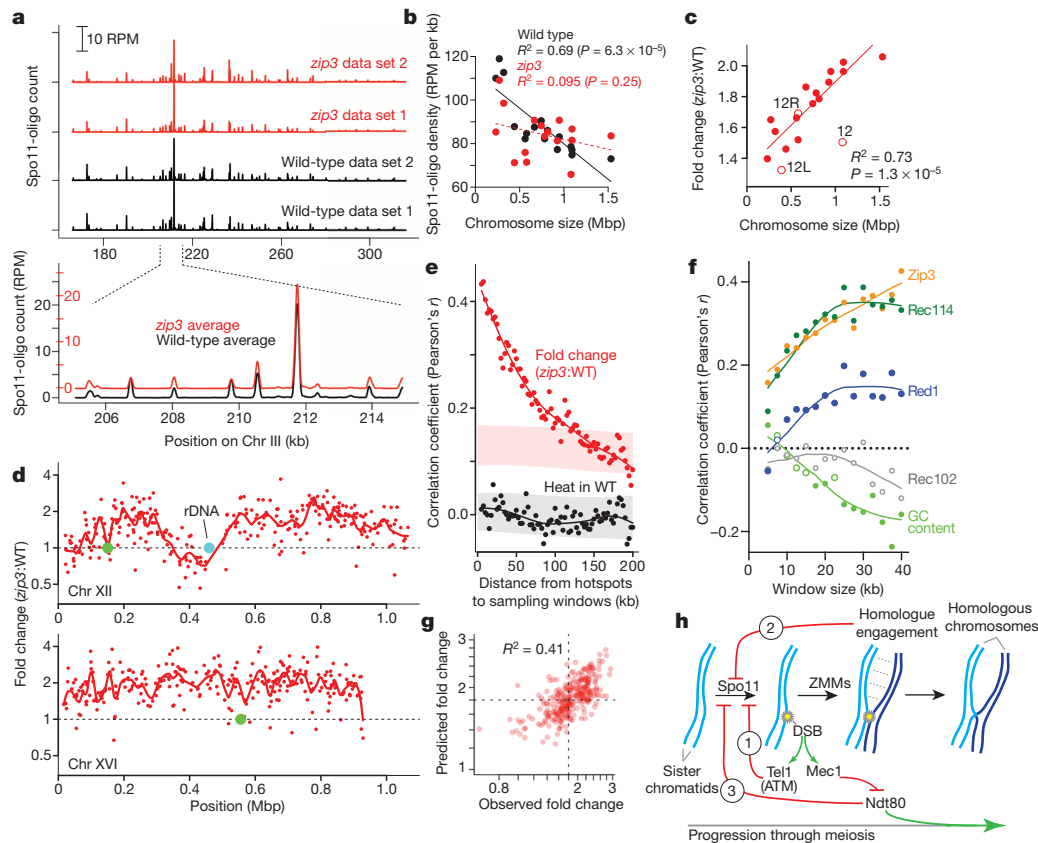 a
10 RPM
Spo11-oligo count
zip3 data set 2
zip3 data set 1
Wild-type data set 2
Wild-type data set 1
180 220 260 300
Spo11-oligo count (RPM)
20
10
0
20
10
0
zip3 average
Wild-type average
206 208 210 212 214
Position on Chr III (kb)
b
Spo11-oligo density (RPM per kb)
120
100
80
60
Wild type
R² = 0.69 (P = 6.3 × 10⁻⁵)
zip3
R² = 0.095 (P = 0.25)
0 0.5 1.0 1.5
Chromosome size (Mbp)
c
Fold change (zip3:WT)
2.0
1.8
1.6
1.4
12R
12
12L
R² = 0.73
P = 1.3 × 10⁻⁵
0 0.5 1.0 1.5
Chromosome size (Mbp)
d
Fold change (zip3:WT)
4
2
1
0.5
rDNA
Chr XII
0 0.2 0.4 0.6 0.8 1.0
4
2
1
0.5
Chr XVI
0 0.2 0.4 0.6 0.8 1.0
Position (Mbp)
e
Correlation coefficient (Pearson's r)
0.4
0.2
0.0
Fold change
(zip3:WT)
Heat in WT
0 50 100 150 200
Distance from hotspots
to sampling windows (kb)
f
Correlation coefficient (Pearson's r)
0.4
0.2
0.0
−0.2
Zip3
Rec114
Red1
Rec102
GC
content
0 10 20 30 40
Window size (kb)
g
Predicted fold change
3
2
1
R² = 0.41
0.8 2 3
Observed fold change
h
2
Homologue
engagement
Homologous
chromosomes
Spo11
ZMMs
DSB
1
Tel1
(ATM)
Mec1
Sister
chromatids
3
Ndt80
Progression through meiosis